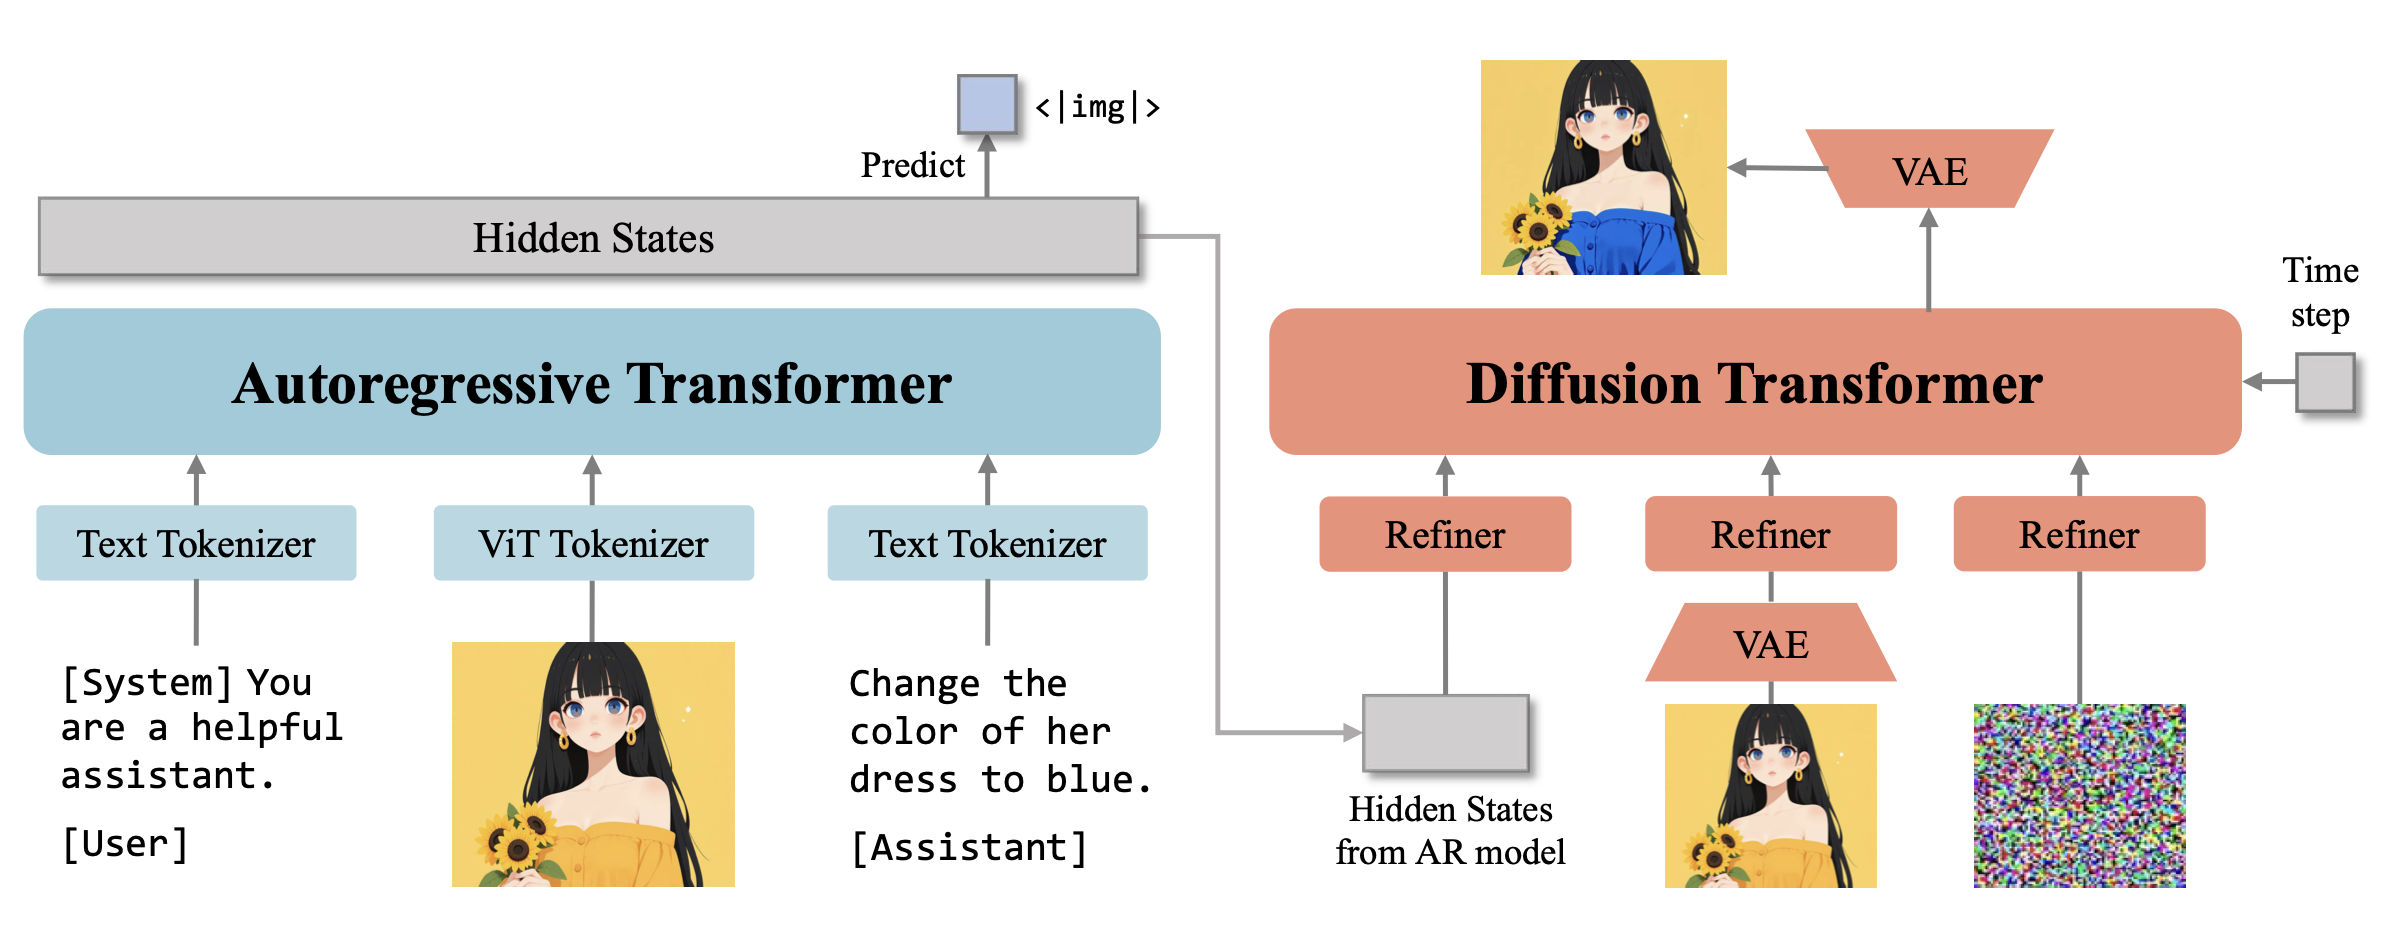 <|img|>
Predict
Hidden States
Autoregressive Transformer
Text Tokenizer
ViT Tokenizer
Text Tokenizer
[System] You
are a helpful
assistant.
[User]
Change the
color of her
dress to blue.
[Assistant]
VAE
Time
step
Diffusion Transformer
Refiner
Refiner
Refiner
VAE
Hidden States
from AR model